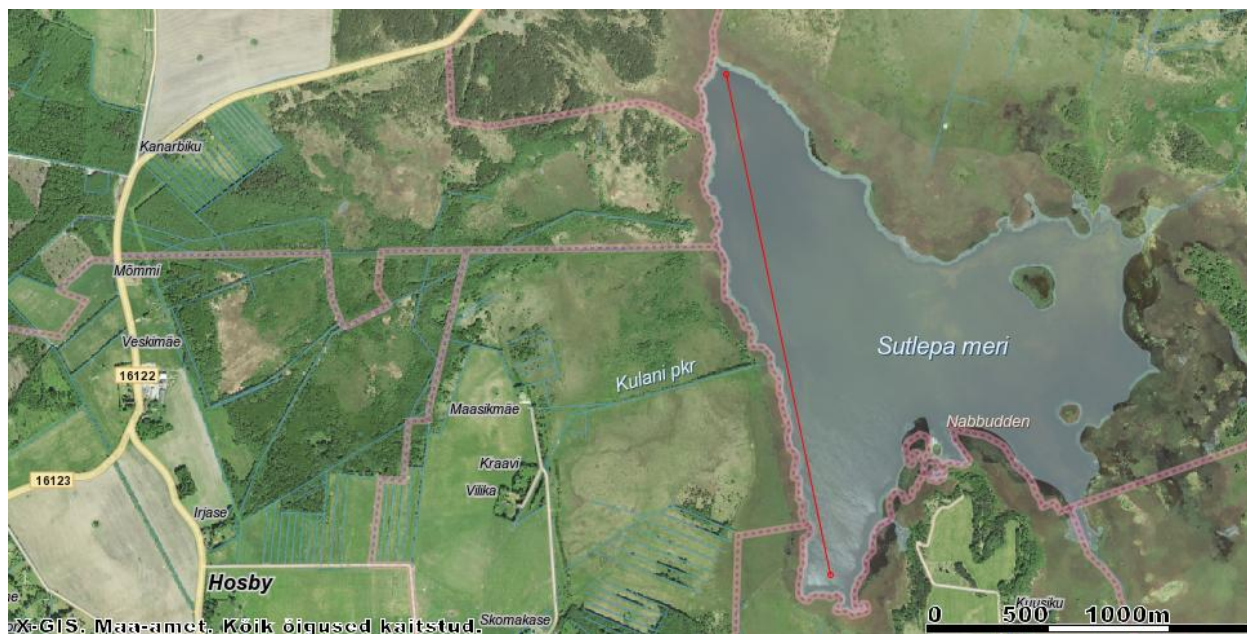 Kanarbiku
Mõmmi
Veskimäe
Sutlepa meri
16122
Kulani pkr
Maasikmäe
Nabbudden
Kraavi
16123
Vilika
Irjase
Hosby
Kuusiku
0 500 1000m
Skomakase
X-GIS. Maa-amet. Kõik õigused kaitstud.